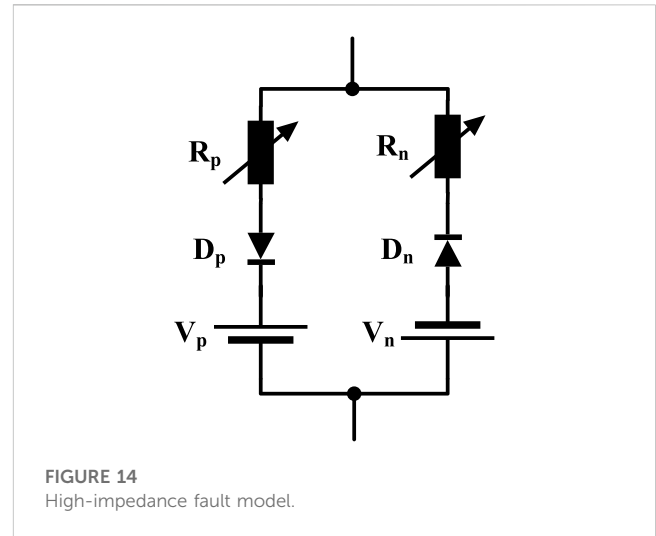 Rp
Rn
Dp
Dn
Vp
Vn
FIGURE 14
High-impedance fault model.